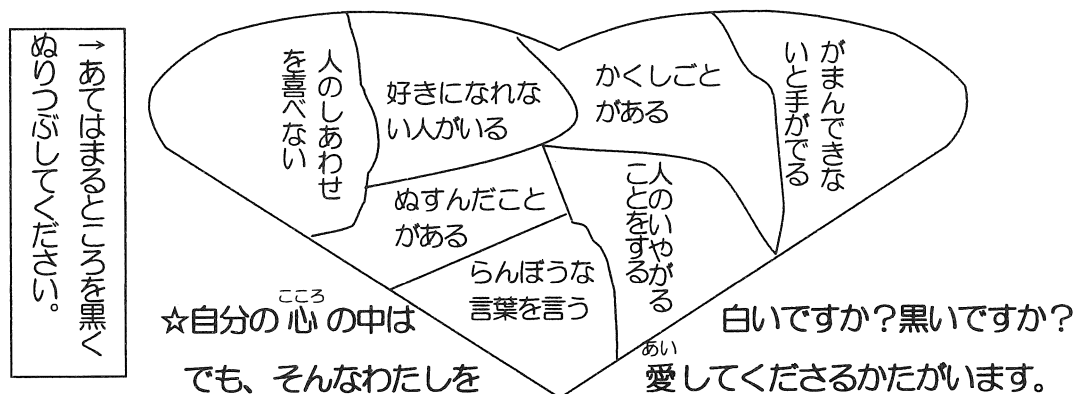 →あてはまるところを黒く
ぬりつぶしてください。
人のしあわせ
を喜べない
好きになれな
い人がいる
かくしごと
がある
がまんできな
いと手がでる
ぬすんだこと
がある
人のいやがる
ことをする
らんぼうな
言葉を言う
☆自分の心の中は 白いですか?黒いですか?
こころ
でも、そんなわたしを 愛してくださるかたがいます。
あい